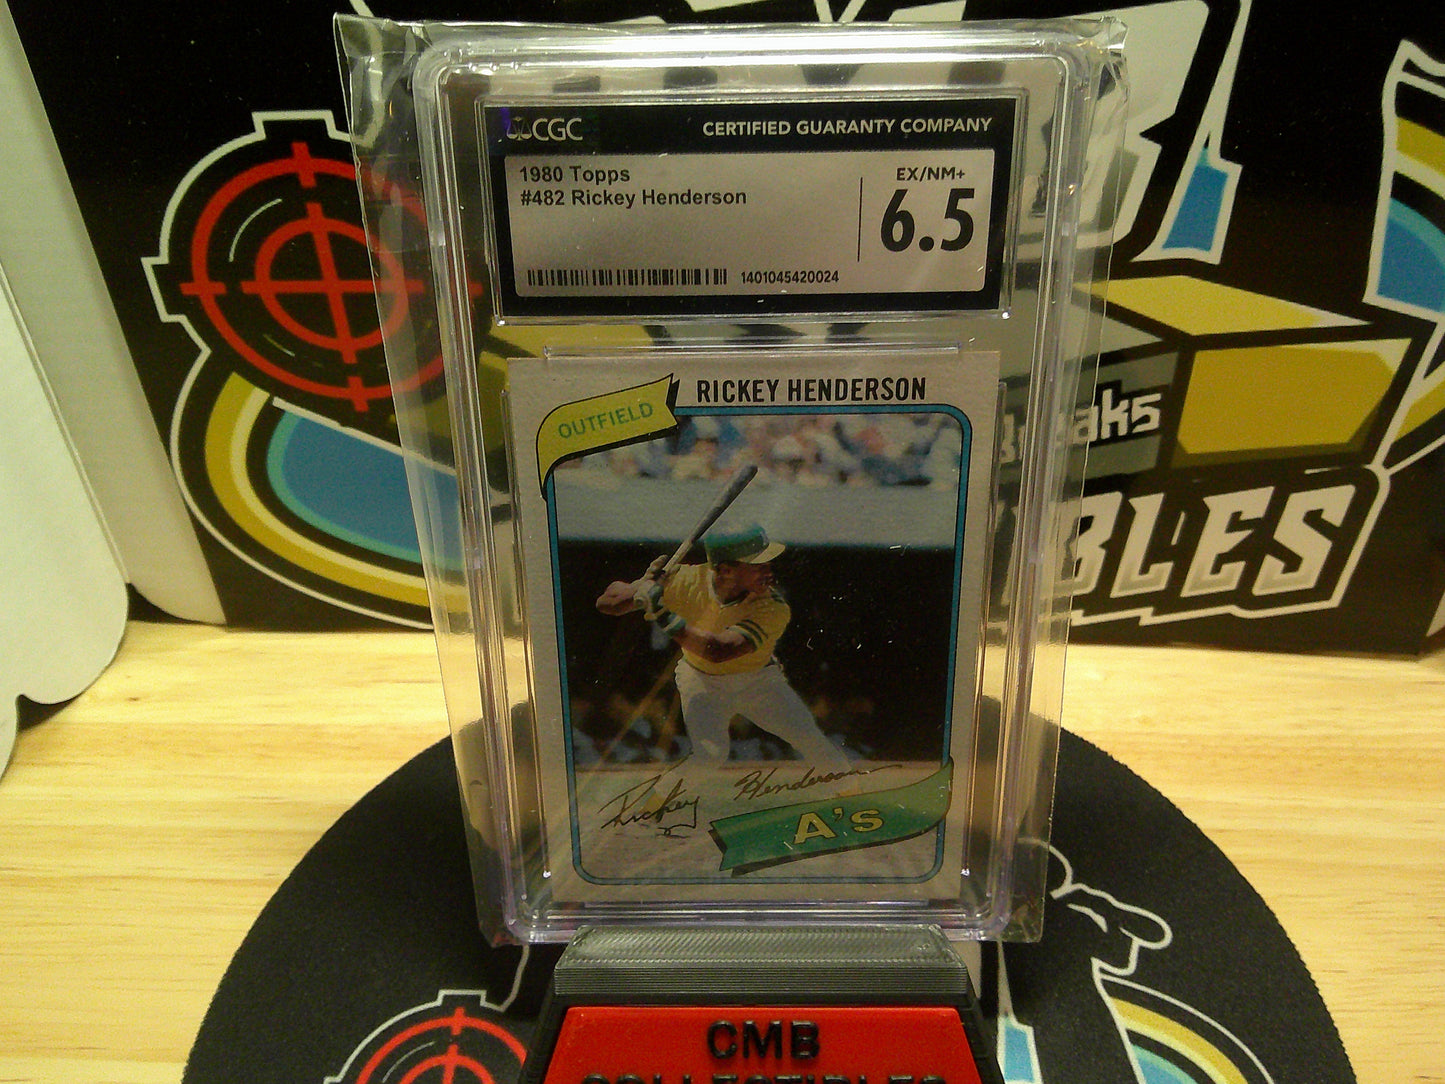 CGC
CERTIFIED GUARANTY COMPANY
1980 Topps
#482 Rickey Henderson
EX/NM+
6.5
1401045420024
OUTFIELD
RICKEY HENDERSON
Rickey Henderson
A's
CMB
COLLECTIBLES